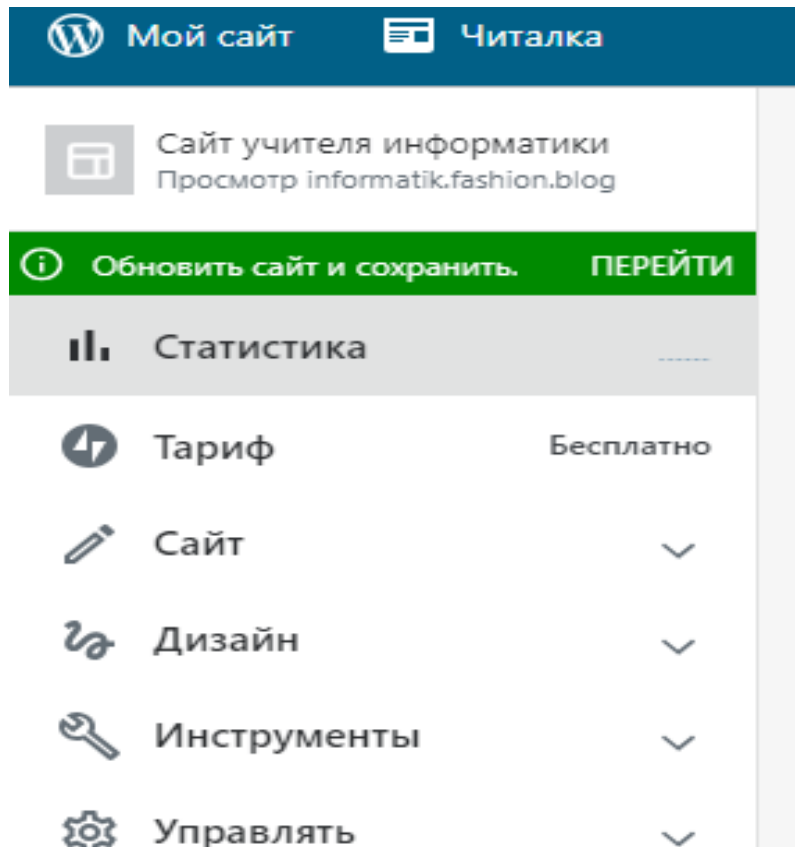 Мой сайт Читалка
Сайт учителя информатики
Просмотр informatik.fashion.blog
Обновить сайт и сохранить. ПЕРЕЙТИ
Статистика
Тариф Бесплатно
Сайт
Дизайн
Инструменты
Управлять